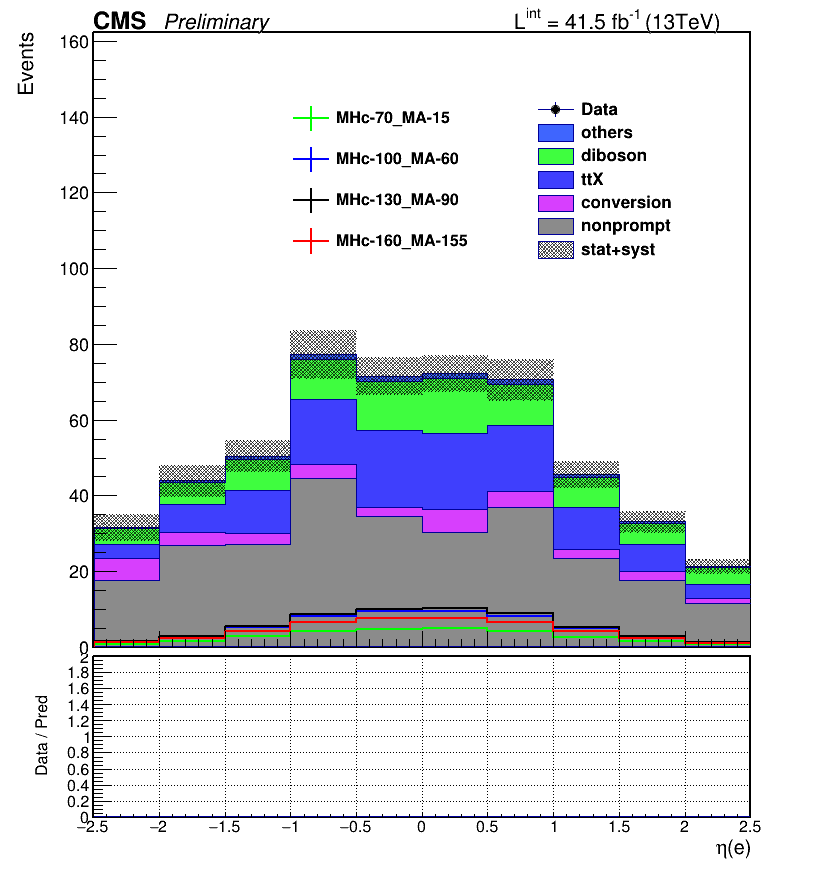 CMS Preliminary
L^int = 41.5 fb^-1 (13TeV)
Events
160
140
120
100
80
60
40
20
0
MHc-70_MA-15
MHc-100_MA-60
MHc-130_MA-90
MHc-160_MA-155
Data
others
diboson
ttX
conversion
nonprompt
stat+syst
Data / Pred
2
1.8
1.6
1.4
1.2
1
0.8
0.6
0.4
0.2
0
−2.5 −2 −1.5 −1 −0.5 0 0.5 1 1.5 2 2.5
η(e)